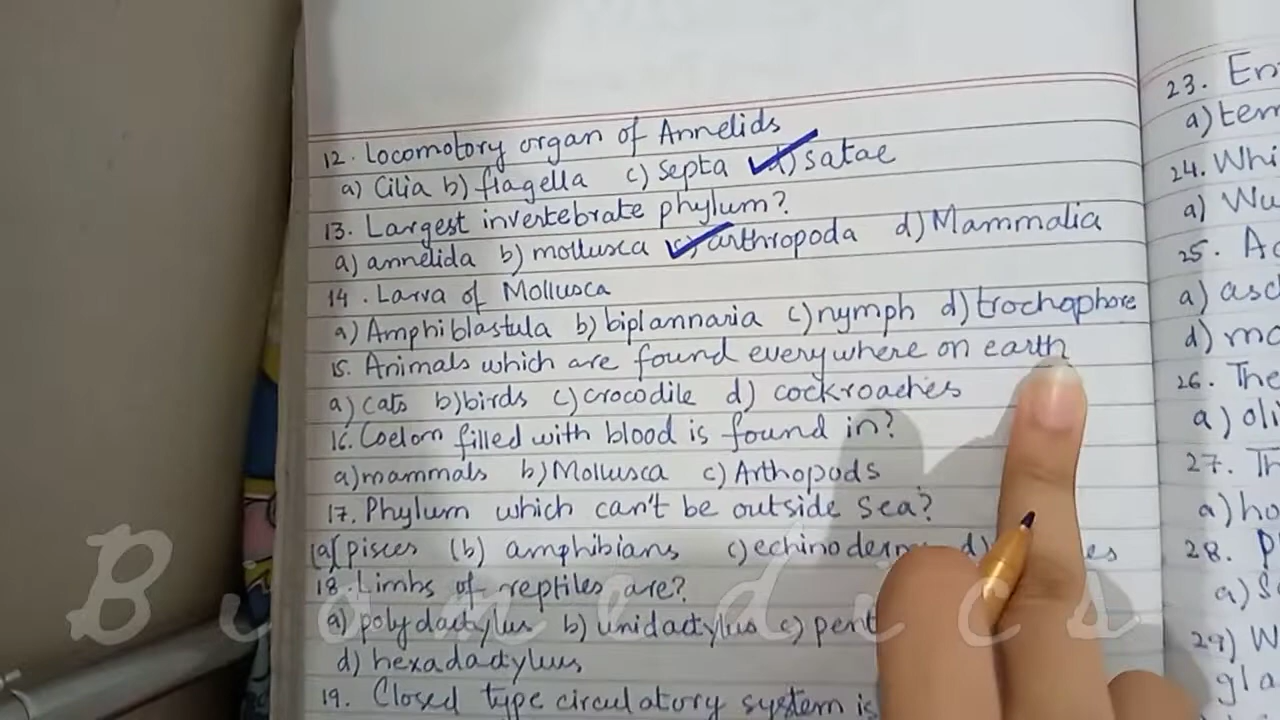 12. Locomotory organ of Annelids
a) Cilia b) flagella c) Septa d) Satae
13. Largest invertebrate phylum?
a) annelida b) mollusca c) arthropoda d) Mammalia
14. Larva of Mollusca
a) Amphiblastula b) biplannaria c) nymph d) trochophore
15. Animals which are found everywhere on earth
a) Cats b) birds c) crocodile d) cockroaches
16. Coelom filled with blood is found in?
a) mammals b) Mollusca c) Arthopods
17. Phylum which can't be outside sea?
(a) pisces (b) amphibians c) echinoderm d)
18. Limbs of reptiles are?
a) polydactylus b) unidactylus c) pent
d) hexadactylus
19. Closed type circulatory system is
23. En
a) tem
24. Whi
a) Wu
25. Ac
a) asc
d) mo
26. The
a) oli
27. Th
a) ho
28. P
a) S
29) W
gla
Biomedics